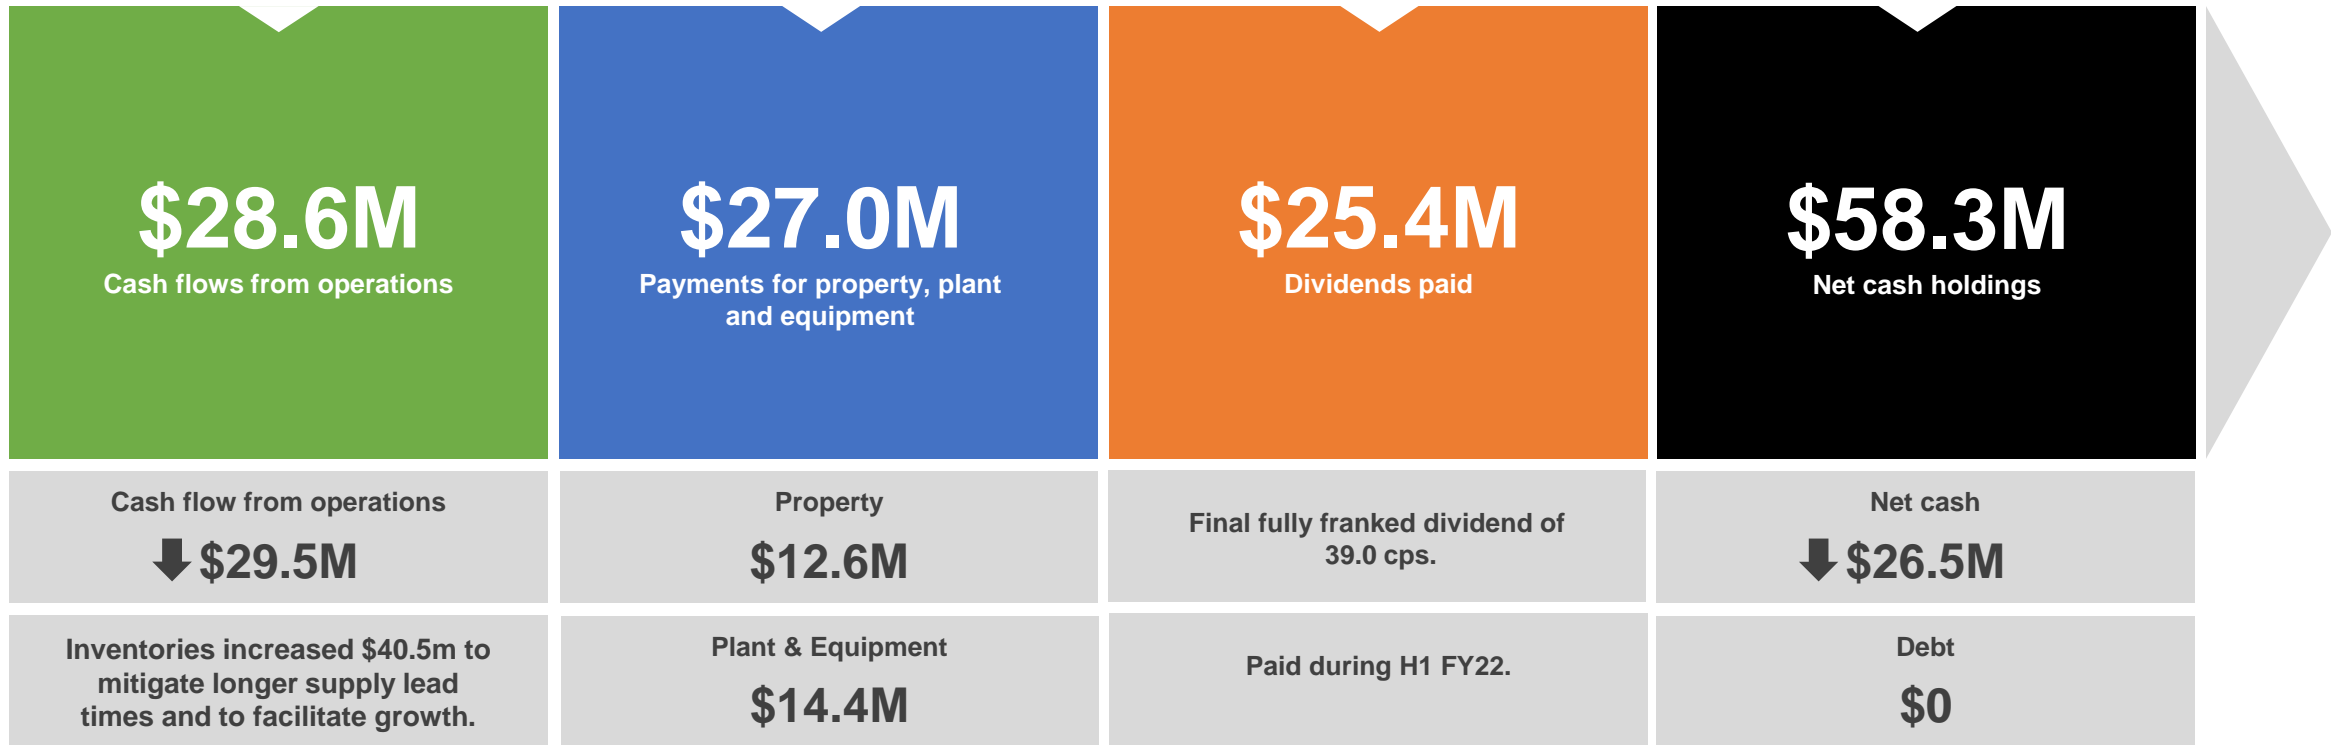 $28.6M
Cash flows from operations
$27.0M
Payments for property, plant
and equipment
$25.4M
Dividends paid
$58.3M
Net cash holdings
Cash flow from operations
$29.5M
Property
$12.6M
Final fully franked dividend of
39.0 cps.
Net cash
$26.5M
Inventories increased $40.5m to
mitigate longer supply lead
times and to facilitate growth.
Plant & Equipment
$14.4M
Paid during H1 FY22.
Debt
$0